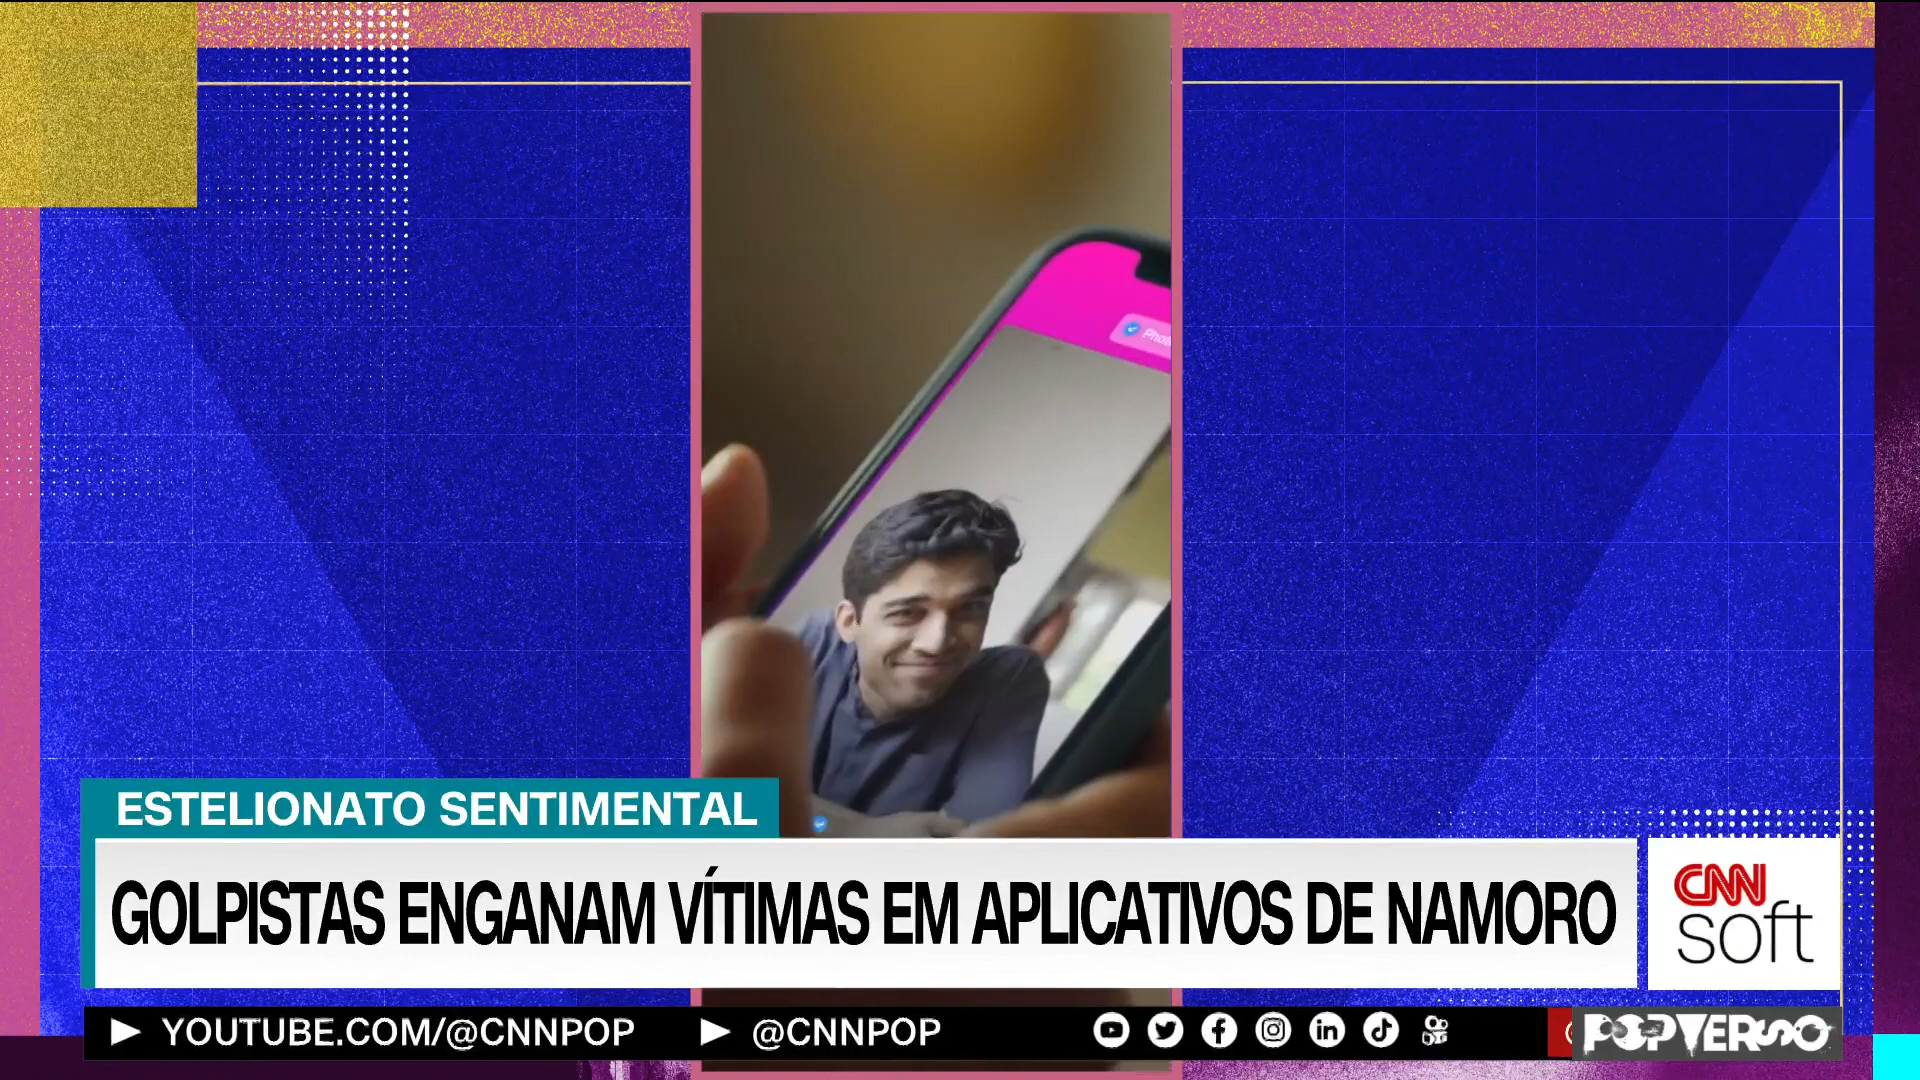 ESTELIONATO SENTIMENTAL
GOLPISTAS ENGANAM VÍTIMAS EM APLICATIVOS DE NAMORO
CNN
soft
YOUTUBE.COM/@CNNPOP @CNNPOP
POPVERSO